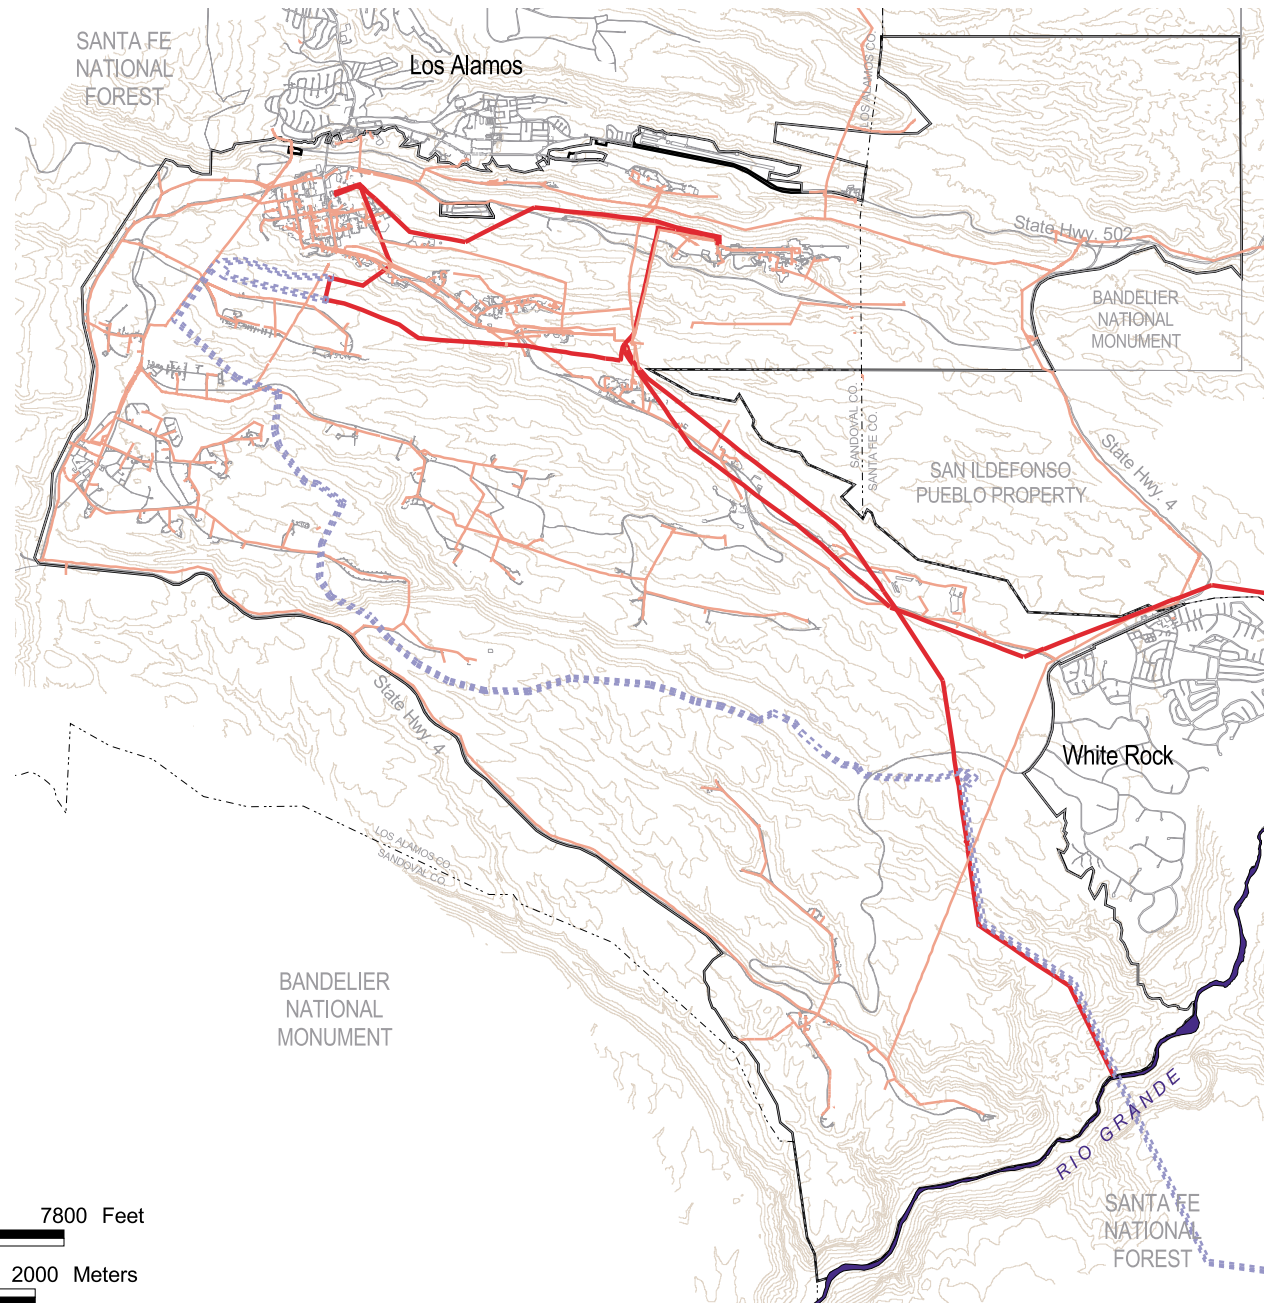 SANTA FE
NATIONAL
FOREST
Los Alamos
LOS ALAMOS CO.
State Hwy. 502
BANDELIER
NATIONAL
MONUMENT
SANDOVAL CO.
SANTA FE CO.
State Hwy. 4
SAN ILDEFONSO
PUEBLO PROPERTY
State Hwy. 4
White Rock
LOS ALAMOS CO.
SANDOVAL CO.
BANDELIER
NATIONAL
MONUMENT
RIO GRANDE
SANTA FE
NATIONAL
FOREST
7800 Feet
2000 Meters